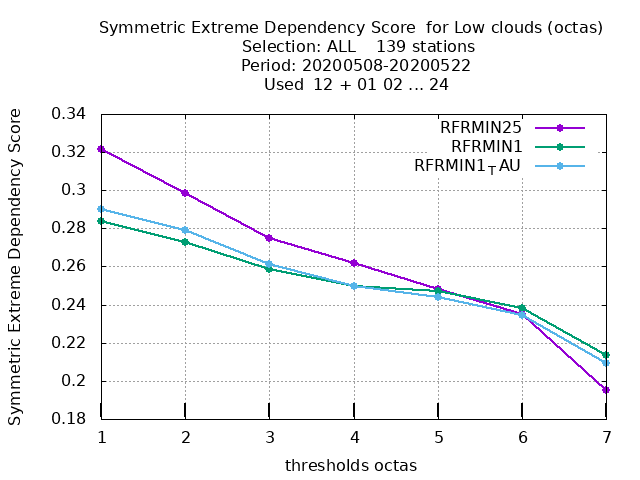 Symmetric Extreme Dependency Score  for Low clouds (octas)
Selection: ALL    139 stations
Period: 20200508-20200522
Used  12 + 01 02 ... 24
Symmetric Extreme Dependency Score
0.34
0.32
0.3
0.28
0.26
0.24
0.22
0.2
0.18
RFRMIN25
RFRMIN1
RFRMIN1TAU
1 2 3 4 5 6 7
thresholds octas